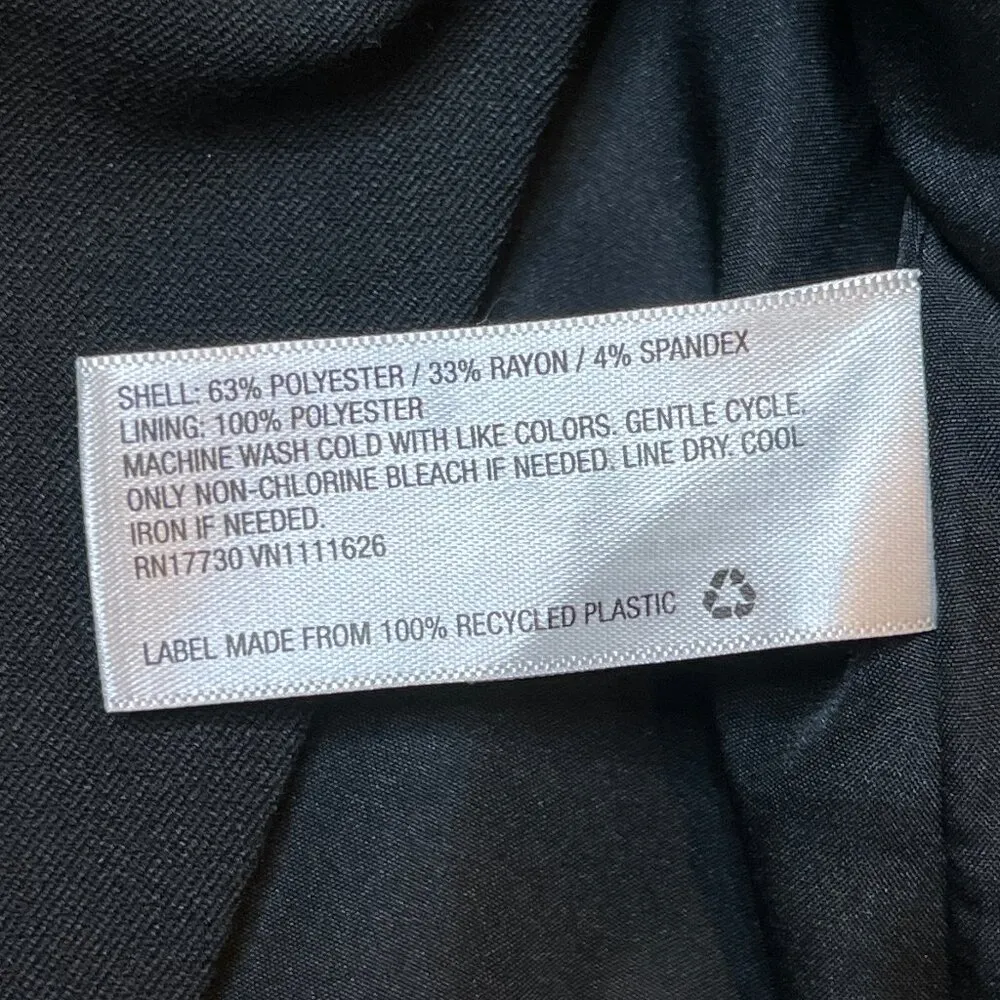 SHELL: 63% POLYESTER / 33% RAYON / 4% SPANDEX
LINING: 100% POLYESTER
MACHINE WASH COLD WITH LIKE COLORS. GENTLE CYCLE.
ONLY NON-CHLORINE BLEACH IF NEEDED. LINE DRY. COOL
IRON IF NEEDED.
RN17730 VN1111626
LABEL MADE FROM 100% RECYCLED PLASTIC